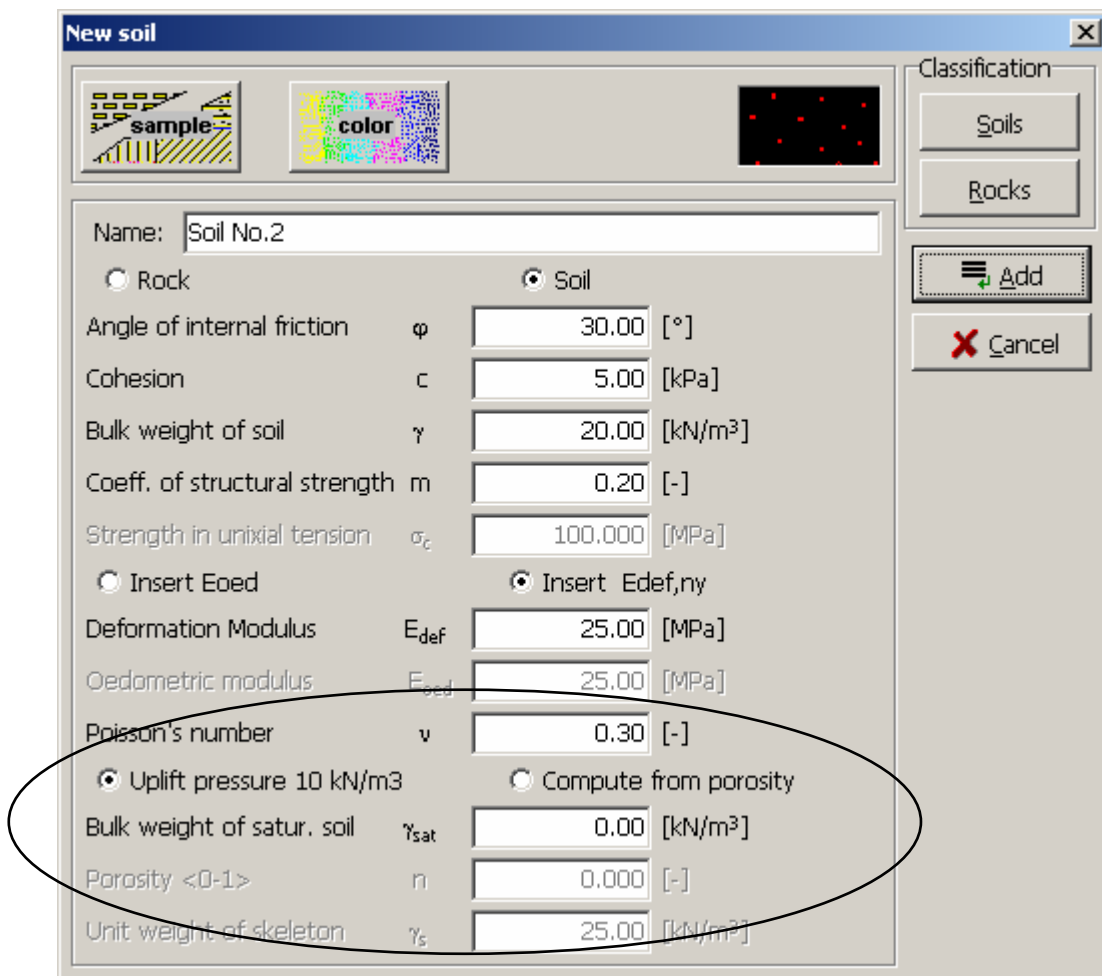 New soil
sample
color
Classification
Soils
Rocks
Add
Cancel
Name: Soil No.2
Rock Soil
Angle of internal friction φ 30.00 [°]
Cohesion c 5.00 [kPa]
Bulk weight of soil γ 20.00 [kN/m³]
Coeff. of structural strength m 0.20 [-]
Strength in unixial tension σc 100.000 [MPa]
Insert Eoed Insert Edef,ny
Deformation Modulus Edef 25.00 [MPa]
Oedometric modulus Eoed 25.00 [MPa]
Poisson's number ν 0.30 [-]
Uplift pressure 10 kN/m3 Compute from porosity
Bulk weight of satur. soil γsat 0.00 [kN/m³]
Porosity <0-1> n 0.000 [-]
Unit weight of skeleton γs 25.00 [kN/m³]